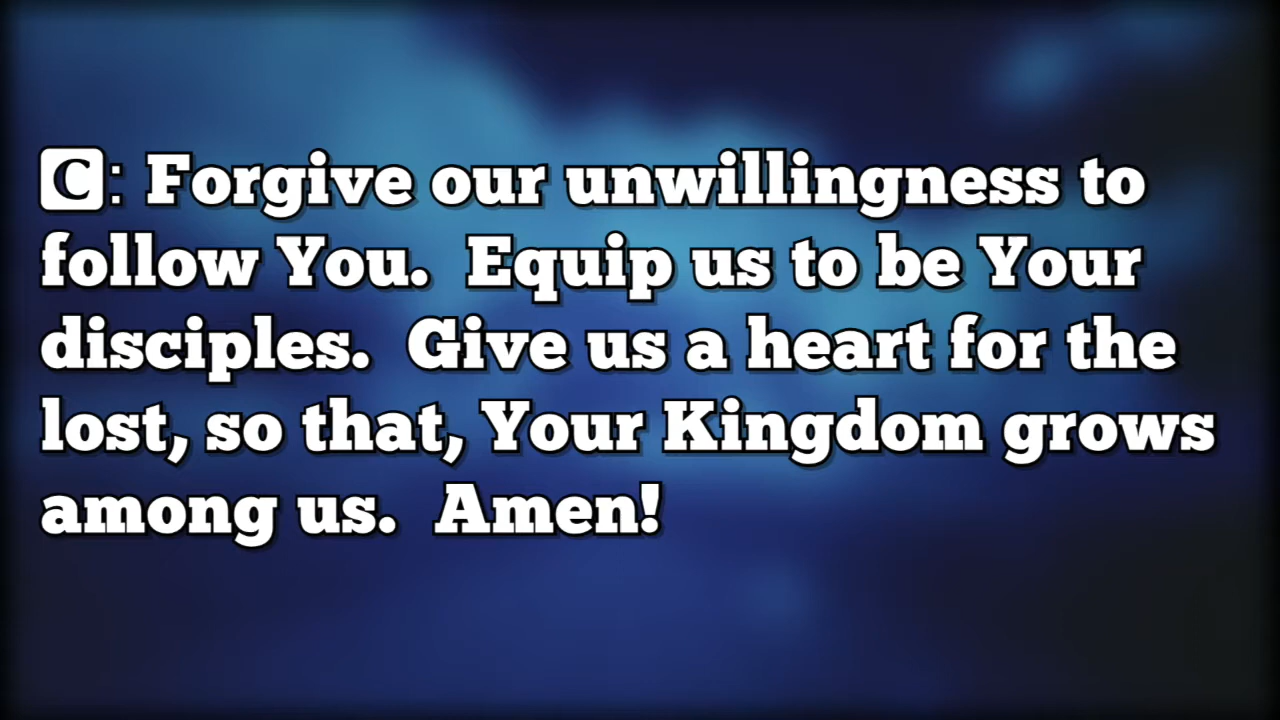 C: Forgive our unwillingness to
follow You.  Equip us to be Your
disciples.  Give us a heart for the
lost, so that, Your Kingdom grows
among us.  Amen!